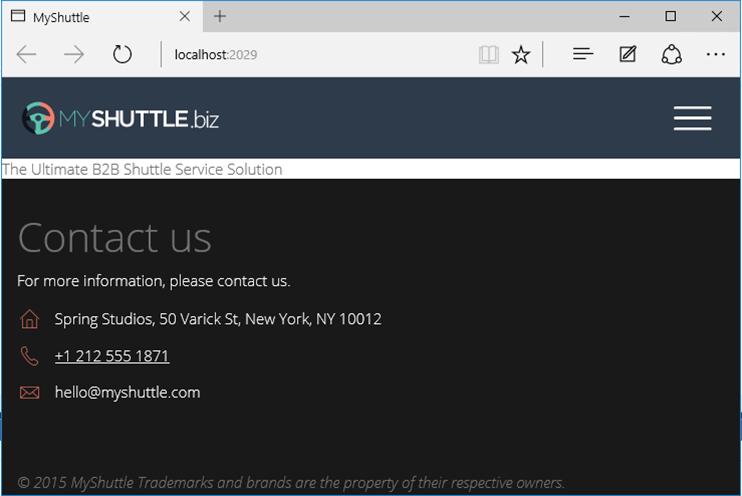 MyShuttle
localhost:2029
MYSHUTTLE.biz
The Ultimate B2B Shuttle Service Solution
Contact us
For more information, please contact us.
Spring Studios, 50 Varick St, New York, NY 10012
+1 212 555 1871
hello@myshuttle.com
© 2015 MyShuttle Trademarks and brands are the property of their respective owners.